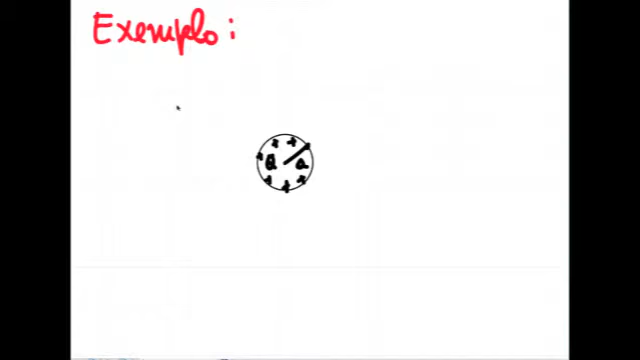 Exemplo:
+ +
+ Q a
+ + +